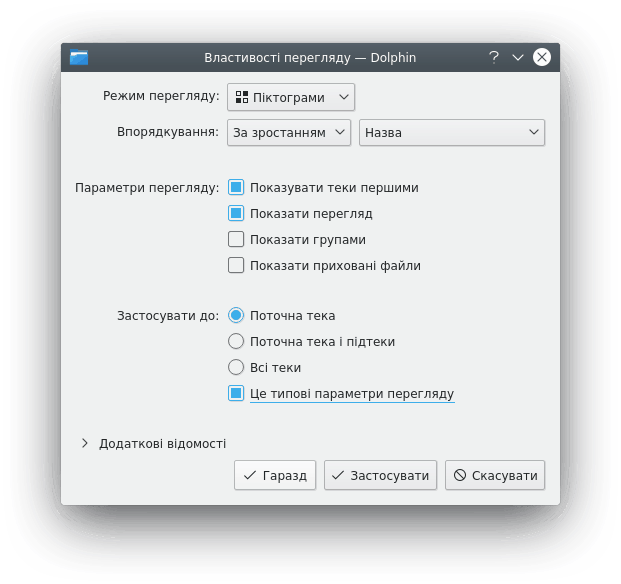 Властивості перегляду — Dolphin
Режим перегляду: Піктограми
Впорядкування: За зростанням Назва
Параметри перегляду: Показувати теки першими
Показати перегляд
Показати групами
Показати приховані файли
Застосувати до: Поточна тека
Поточна тека і підтеки
Всі теки
Це типові параметри перегляду
Додаткові відомості
Гаразд Застосувати Скасувати